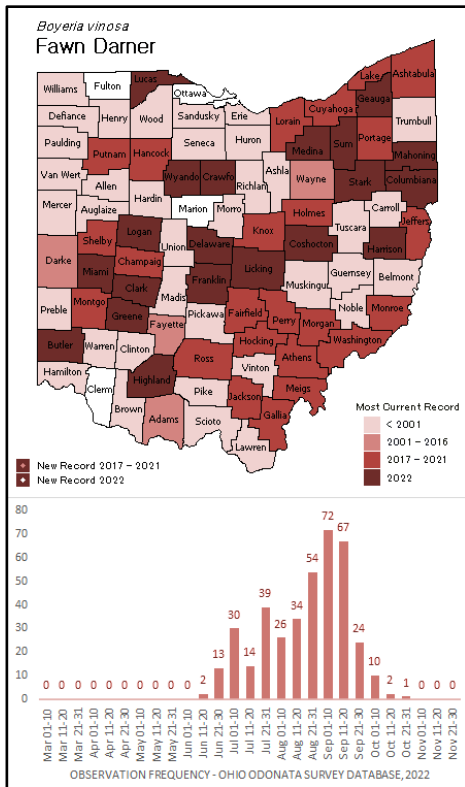 Boyeria vinosa
Fawn Darner
Williams
Fulton
Lucas
Ottawa
Lake
Ashtabula
Geauga
Cuyahoga
Defiance
Henry
Wood
Sandusky
Erie
Lorain
Trumbull
Paulding
Putnam
Hancock
Seneca
Huron
Medina
Sum
Portage
Mahoning
Van Wert
Allen
Wyando
Crawfo
Richlan
Ashla
Wayne
Stark
Columbiana
Mercer
Auglaize
Hardin
Marion
Morro
Holmes
Tuscara
Carroll
Jeffers
Shelby
Logan
Union
Delaware
Knox
Coshocton
Harrison
Darke
Miami
Champaig
Clark
Franklin
Licking
Muskingu
Guernsey
Belmont
Preble
Montgo
Greene
Madis
Pickawa
Fairfield
Perry
Morgan
Noble
Monroe
Washington
Butler
Warren
Clinton
Fayette
Ross
Hocking
Athens
Hamilton
Clerm
Highland
Pike
Vinton
Meigs
Brown
Adams
Scioto
Jackson
Gallia
Lawren
Most Current Record
< 2001
2001 - 2016
2017 - 2021
2022
New Record 2017 - 2021
New Record 2022
80
70
60
50
40
30
20
10
0
0 0 0 0 0 0 0 0 0 0 2 13 30 14 39 26 34 54 72 67 24 10 2 1 0 0 0
Mar 01-10
Mar 11-20
Mar 21-31
Apr 01-10
Apr 11-20
Apr 21-30
May 01-10
May 11-20
May 21-31
Jun 01-10
Jun 11-20
Jun 21-30
Jul 01-10
Jul 11-20
Jul 21-31
Aug 01-10
Aug 11-20
Aug 21-31
Sep 01-10
Sep 11-20
Sep 21-30
Oct 01-10
Oct 11-20
Oct 21-31
Nov 01-10
Nov 11-20
Nov 21-30
OBSERVATION FREQUENCY - OHIO ODONATA SURVEY DATABASE, 2022